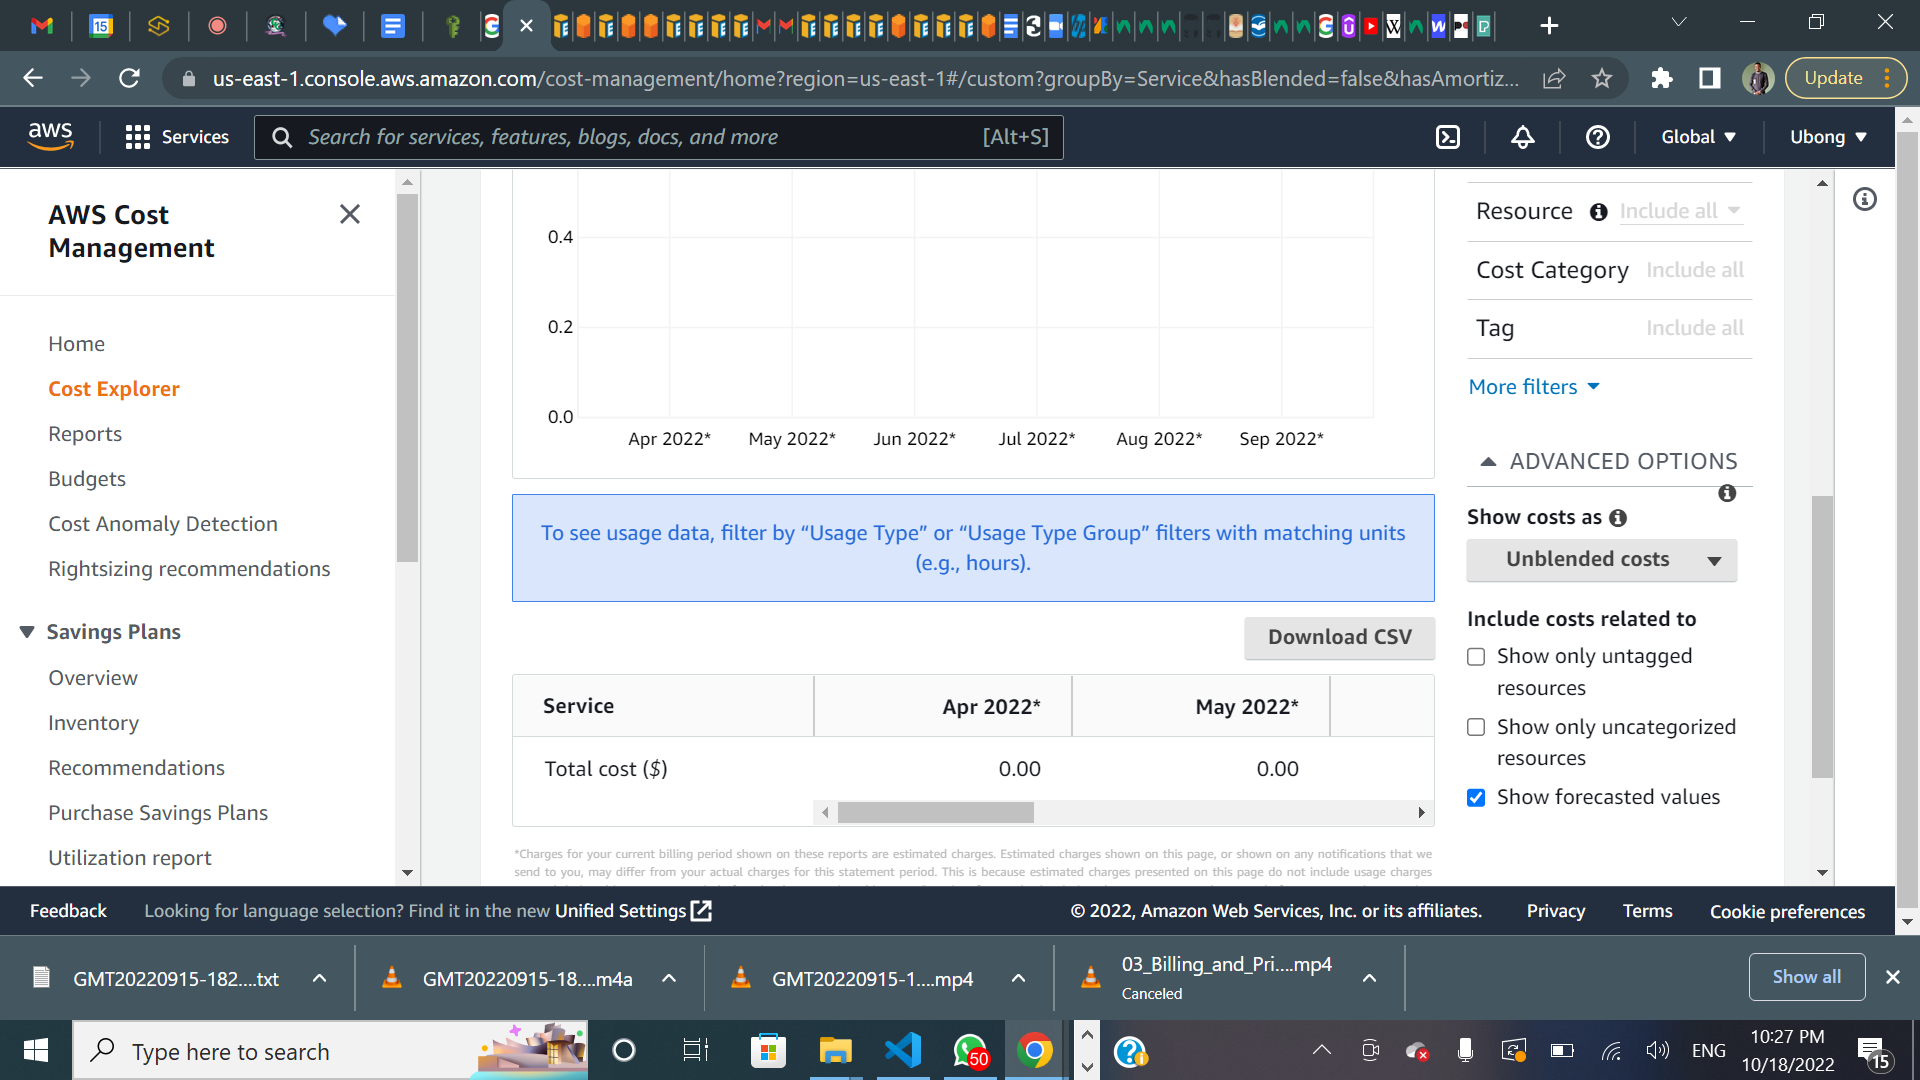 15
us-east-1.console.aws.amazon.com/cost-management/home?region=us-east-1#/custom?groupBy=Service&hasBlended=false&hasAmortiz...
Update
aws
Services
Search for services, features, blogs, docs, and more
[Alt+S]
Global
Ubong
AWS Cost Management
Home
Cost Explorer
Reports
Budgets
Cost Anomaly Detection
Rightsizing recommendations
Savings Plans
Overview
Inventory
Recommendations
Purchase Savings Plans
Utilization report
0.4
0.2
0.0
Apr 2022* May 2022* Jun 2022* Jul 2022* Aug 2022* Sep 2022*
To see usage data, filter by “Usage Type” or “Usage Type Group” filters with matching units
(e.g., hours).
Download CSV
Service Apr 2022* May 2022*
Total cost ($) 0.00 0.00
*Charges for your current billing period shown on these reports are estimated charges. Estimated charges shown on this page, or shown on any notifications that we
send to you, may differ from your actual charges for this statement period. This is because estimated charges presented on this page do not include usage charges
Resource Include all
Cost Category Include all
Tag Include all
More filters
ADVANCED OPTIONS
Show costs as
Unblended costs
Include costs related to
Show only untagged
resources
Show only uncategorized
resources
Show forecasted values
Feedback
Looking for language selection? Find it in the new Unified Settings
© 2022, Amazon Web Services, Inc. or its affiliates.
Privacy
Terms
Cookie preferences
GMT20220915-182....txt
GMT20220915-18....m4a
GMT20220915-1....mp4
03_Billing_and_Pri....mp4
Canceled
Show all
Type here to search
50
ENG
10:27 PM
10/18/2022
15